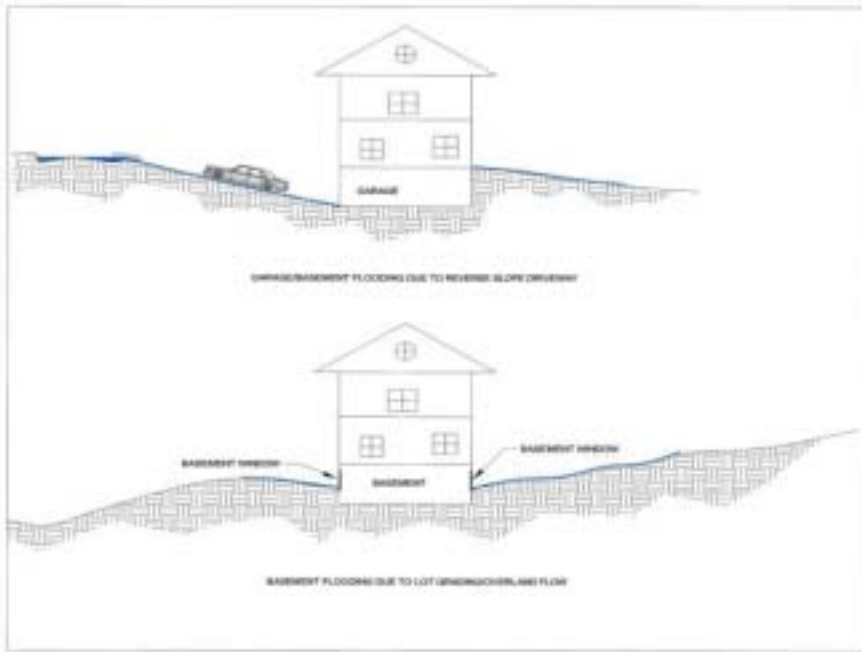 GARAGE
GARAGE/BASEMENT FLOODING DUE TO REVERSE SLOPE DRIVEWAY
BASEMENT WINDOW
BASEMENT WINDOW
BASEMENT
BASEMENT FLOODING DUE TO LOT GRADING/OVERLAND FLOW